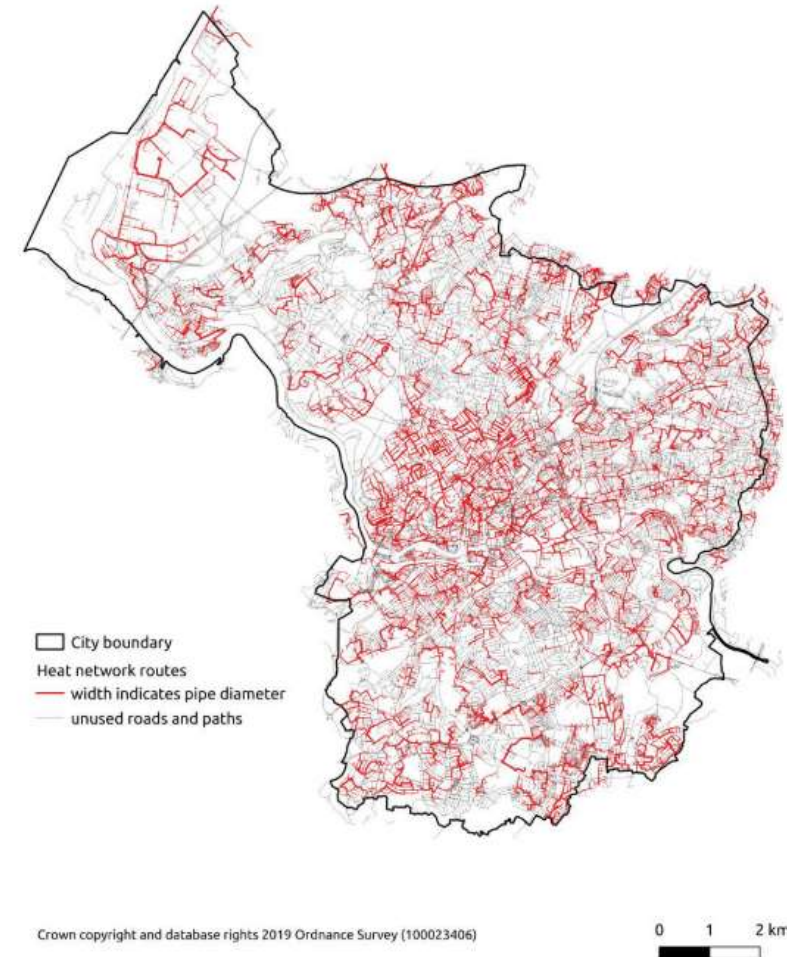 City boundary
Heat network routes
width indicates pipe diameter
unused roads and paths
Crown copyright and database rights 2019 Ordnance Survey (100023406)
0 1 2 km